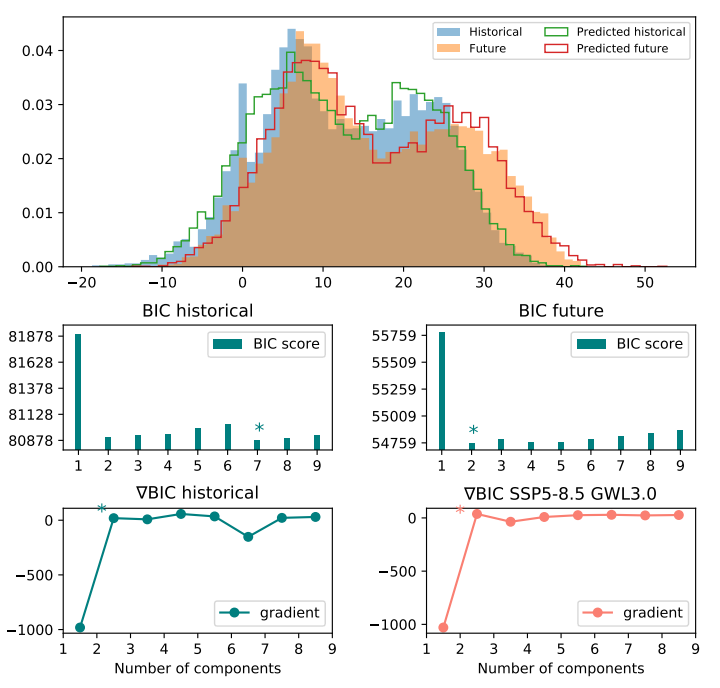 Historical
Future
Predicted historical
Predicted future
0.04
0.03
0.02
0.01
0.00
−20 −10 0 10 20 30 40 50
BIC historical
BIC future
81878
81628
81378
81128
80878
BIC score
*
1 2 3 4 5 6 7 8 9
55759
55509
55259
55009
54759
BIC score
*
1 2 3 4 5 6 7 8 9
∇BIC historical
∇BIC SSP5-8.5 GWL3.0
0
−500
−1000
*
gradient
1 2 3 4 5 6 7 8 9
Number of components
0
−500
−1000
*
gradient
1 2 3 4 5 6 7 8 9
Number of components